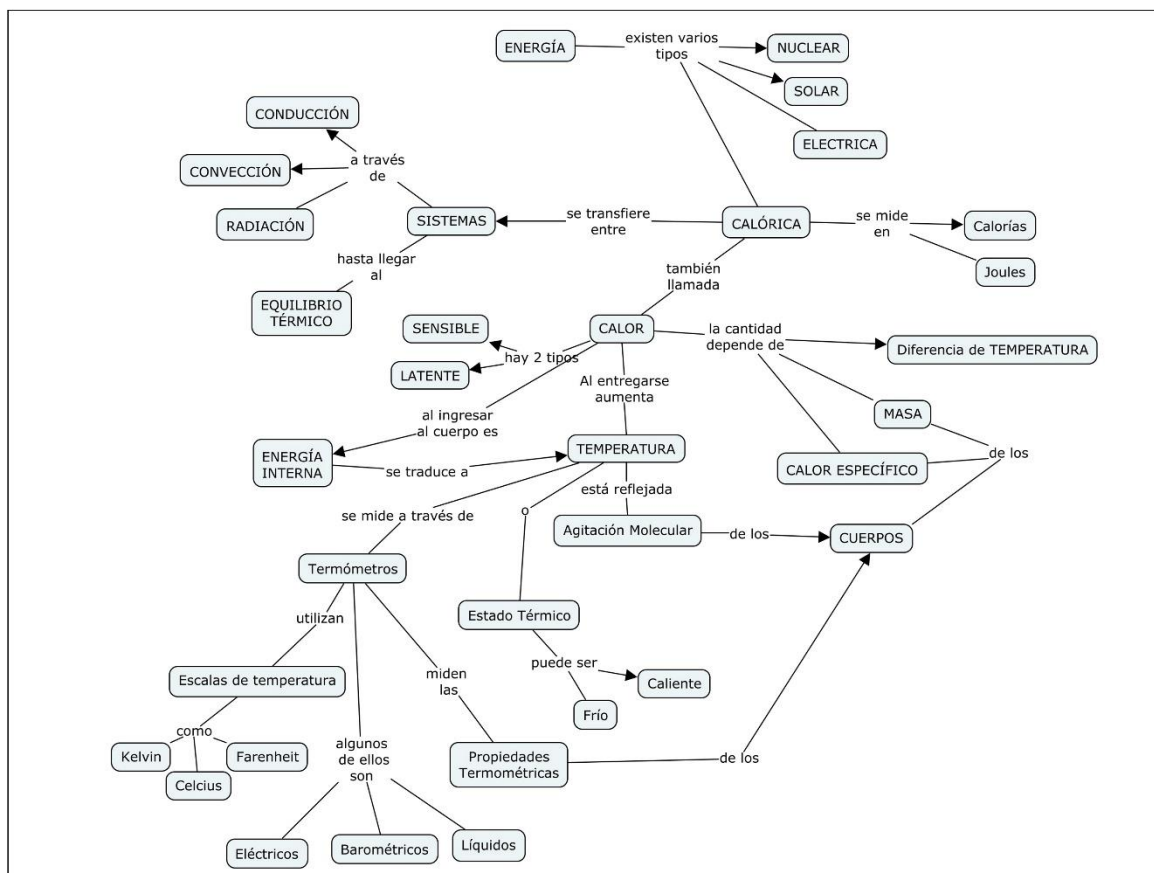 ENERGÍA
existen varios
tipos
NUCLEAR
SOLAR
ELECTRICA
CONDUCCIÓN
CONVECCIÓN
a través
de
RADIACIÓN
SISTEMAS
se transfiere
entre
CALÓRICA
se mide
en
Calorías
Joules
hasta llegar
al
EQUILIBRIO
TÉRMICO
también
llamada
SENSIBLE
CALOR
hay 2 tipos
LATENTE
la cantidad
depende de
Diferencia de TEMPERATURA
MASA
CALOR ESPECÍFICO
de los
Al entregarse
aumenta
al ingresar
al cuerpo es
ENERGÍA
INTERNA
se traduce a
TEMPERATURA
está reflejada
Agitación Molecular
de los
CUERPOS
se mide a través de
o
Termómetros
Estado Térmico
utilizan
puede ser
Caliente
Frío
Escalas de temperatura
miden
las
como
Kelvin
Farenheit
Celcius
algunos
de ellos
son
Propiedades
Termométricas
de los
Eléctricos
Barométricos
Líquidos